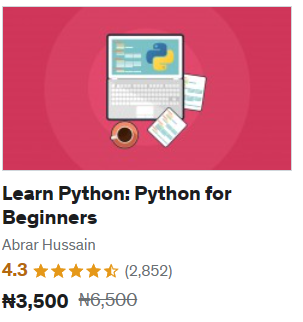 Learn Python: Python for
Beginners
Abrar Hussain
4.3 (2,852)
₦3,500 ₦6,500